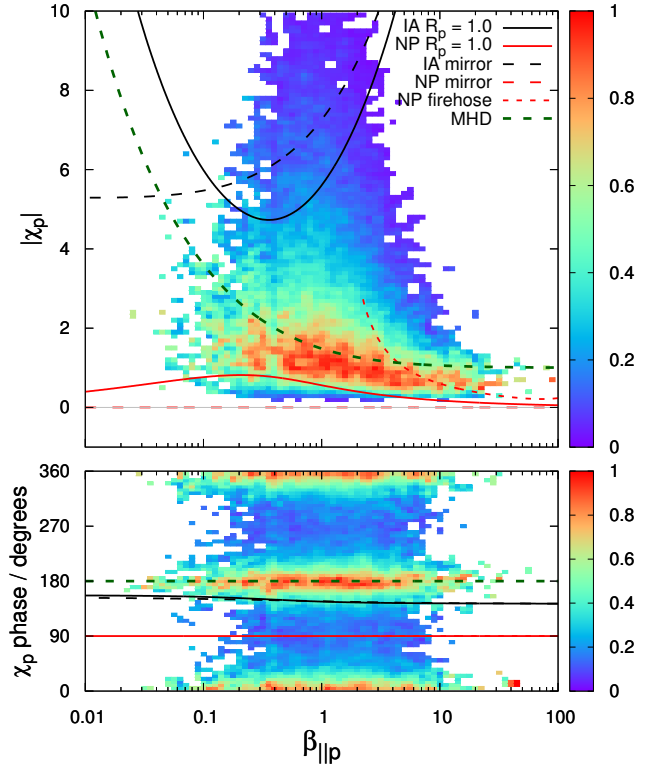 10
8
6
4
2
0
|χp|
IA Rp = 1.0
NP Rp = 1.0
IA mirror
NP mirror
NP firehose
MHD
1
0.8
0.6
0.4
0.2
0
360
270
180
90
0
χp phase / degrees
1
0.8
0.6
0.4
0.2
0
0.01 0.1 1 10 100
β||p